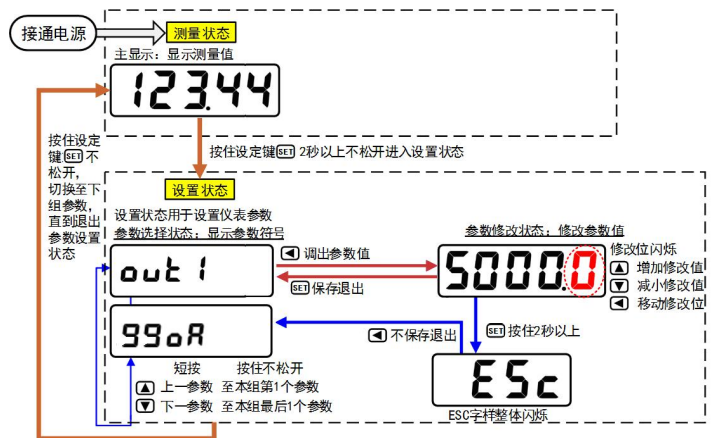 接通电源
测量状态
主显示：显示测量值
123.44
按住设定
键SET不
松开，
切换至下
组参数，
直到退出
参数设置
状态
按住设定键SET 2秒以上不松开进入设置状态
设置状态
设置状态用于设置仪表参数
参数选择状态：显示参数符号
参数修改状态：修改参数值
out1
◀ 调出参数值
SET保存退出
5000.0
修改位闪烁
▲ 增加修改值
▼ 减小修改值
◀ 移动修改位
ggoA
◀ 不保存退出
SET 按住2秒以上
短按 按住不松开
▲ 上一参数 至本组第1个参数
▼ 下一参数 至本组最后1个参数
ESc
ESC字样整体闪烁